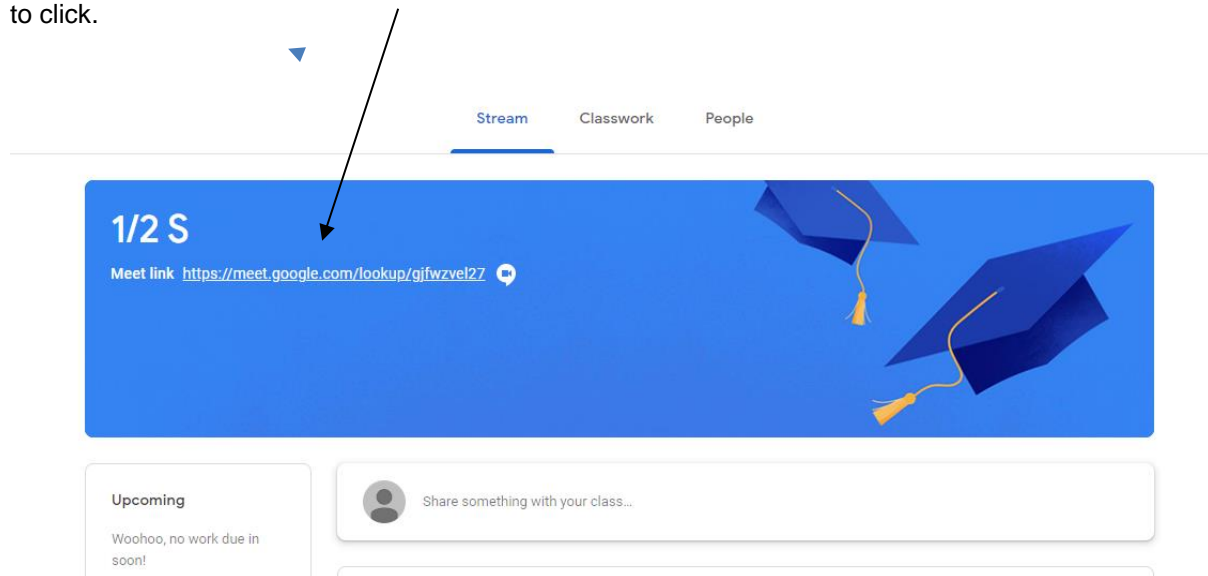 to click.
Stream Classwork People
1/2 S
Meet link https://meet.google.com/lookup/gjfwzvel27
Upcoming
Share something with your class...
Woohoo, no work due in
soon!